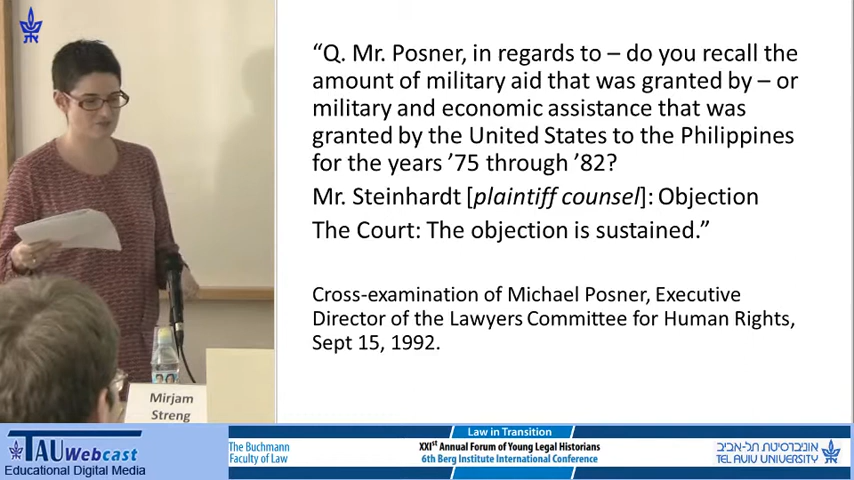 “Q. Mr. Posner, in regards to – do you recall the
amount of military aid that was granted by – or
military and economic assistance that was
granted by the United States to the Philippines
for the years ’75 through ’82?
Mr. Steinhardt [plaintiff counsel]: Objection
The Court: The objection is sustained.”
Cross-examination of Michael Posner, Executive
Director of the Lawyers Committee for Human Rights,
Sept 15, 1992.
Mirjam
Streng
TAU Webcast
Educational Digital Media
The Buchmann
Faculty of Law
Law in Transition
XXIst Annual Forum of Young Legal Historians
6th Berg Institute International Conference
אוניברסיטת תל-אביב
TEL AVIV UNIVERSITY